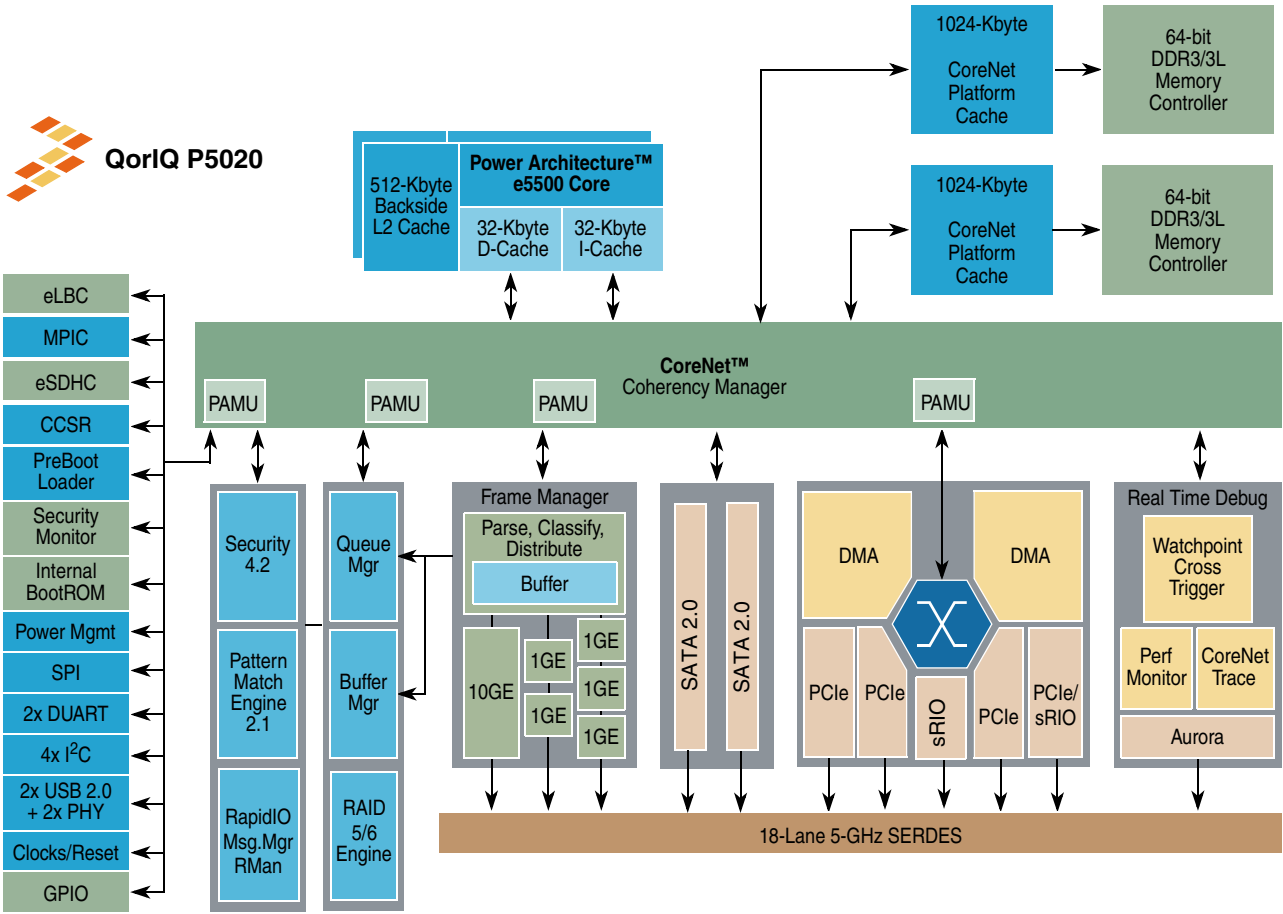 QorIQ P5020
512-Kbyte
Backside
L2 Cache
Power Architecture™
e5500 Core
32-Kbyte
D-Cache
32-Kbyte
I-Cache
1024-Kbyte
CoreNet
Platform
Cache
64-bit
DDR3/3L
Memory
Controller
1024-Kbyte
CoreNet
Platform
Cache
64-bit
DDR3/3L
Memory
Controller
eLBC
MPIC
eSDHC
CCSR
PreBoot
Loader
Security
Monitor
Internal
BootROM
Power Mgmt
SPI
2x DUART
4x I²C
2x USB 2.0
+ 2x PHY
Clocks/Reset
GPIO
CoreNet™
Coherency Manager
PAMU
PAMU
PAMU
PAMU
Security
4.2
Pattern
Match
Engine
2.1
RapidIO
Msg.Mgr
RMan
Queue
Mgr
Buffer
Mgr
RAID
5/6
Engine
Frame Manager
Parse, Classify,
Distribute
Buffer
10GE
1GE
1GE
1GE
1GE
1GE
SATA 2.0
SATA 2.0
DMA
DMA
PCIe
PCIe
sRIO
PCIe
PCIe/
sRIO
Real Time Debug
Watchpoint
Cross
Trigger
Perf
Monitor
CoreNet
Trace
Aurora
18-Lane 5-GHz SERDES